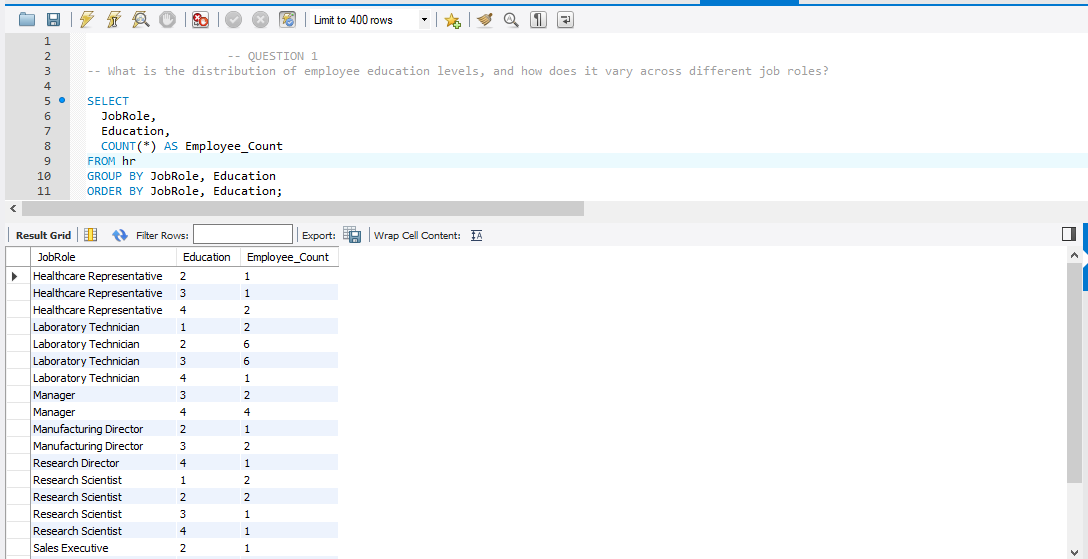 Limit to 400 rows
1
2 -- QUESTION 1
3 -- What is the distribution of employee education levels, and how does it vary across different job roles?
4
5 SELECT
6 JobRole,
7 Education,
8 COUNT(*) AS Employee_Count
9 FROM hr
10 GROUP BY JobRole, Education
11 ORDER BY JobRole, Education;
Result Grid Filter Rows: Export: Wrap Cell Content:
JobRole Education Employee_Count
Healthcare Representative 2 1
Healthcare Representative 3 1
Healthcare Representative 4 2
Laboratory Technician 1 2
Laboratory Technician 2 6
Laboratory Technician 3 6
Laboratory Technician 4 1
Manager 3 2
Manager 4 4
Manufacturing Director 2 1
Manufacturing Director 3 2
Research Director 4 1
Research Scientist 1 2
Research Scientist 2 2
Research Scientist 3 1
Research Scientist 4 1
Sales Executive 2 1